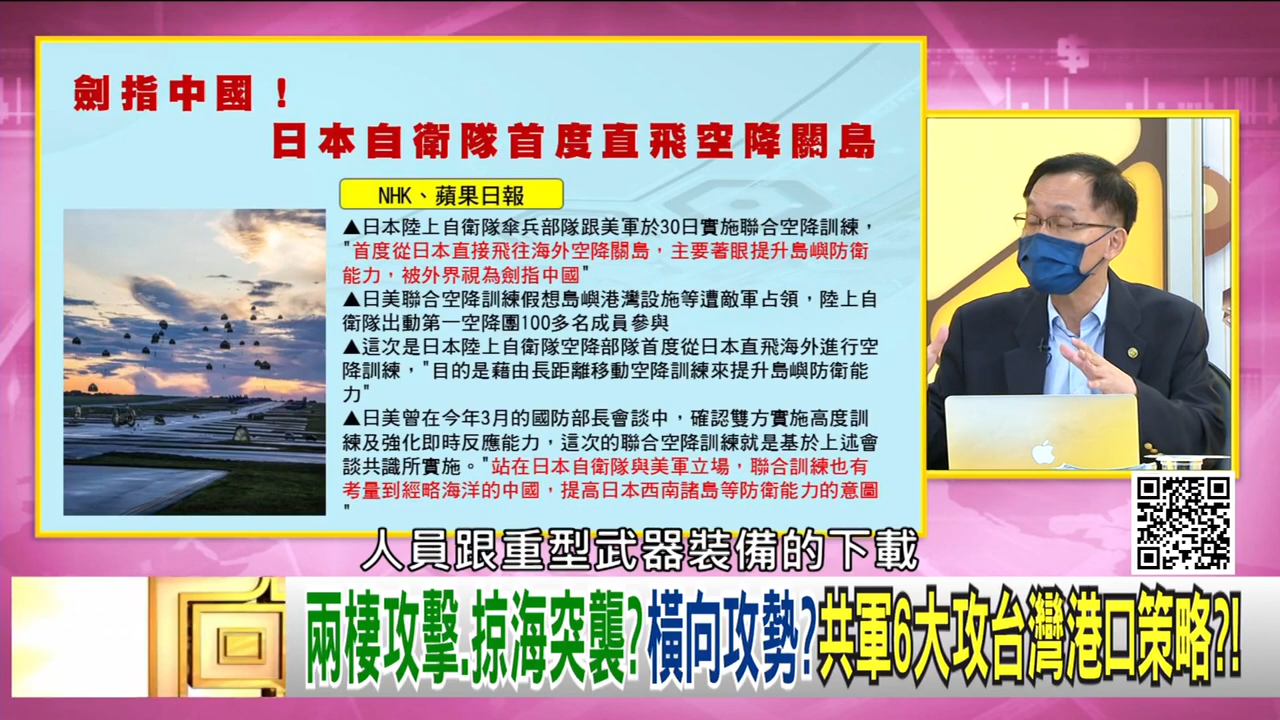 劍指中國！
日本自衛隊首度直飛空降關島
NHK、蘋果日報
▲日本陸上自衛隊傘兵部隊跟美軍於30日實施聯合空降訓練，
"首度從日本直接飛往海外空降關島，主要著眼提升島嶼防衛
能力，被外界視為劍指中國"
▲日美聯合空降訓練假想島嶼港灣設施等遭敵軍占領，陸上自
衛隊出動第一空降團100多名成員參與
▲這次是日本陸上自衛隊空降部隊首度從日本直飛海外進行空
降訓練，"目的是藉由長距離移動空降訓練來提升島嶼防衛能
力"
▲日美曾在今年3月的國防部長會談中，確認雙方實施高度訓
練及強化即時反應能力，這次的聯合空降訓練就是基於上述會
談共識所實施。"站在日本自衛隊與美軍立場，聯合訓練也有
考量到經略海洋的中國，提高日本西南諸島等防衛能力的意圖
"
人員跟重型武器裝備的下載
兩棲攻擊.掠海突襲?橫向攻勢?共軍6大攻台灣港口策略?!